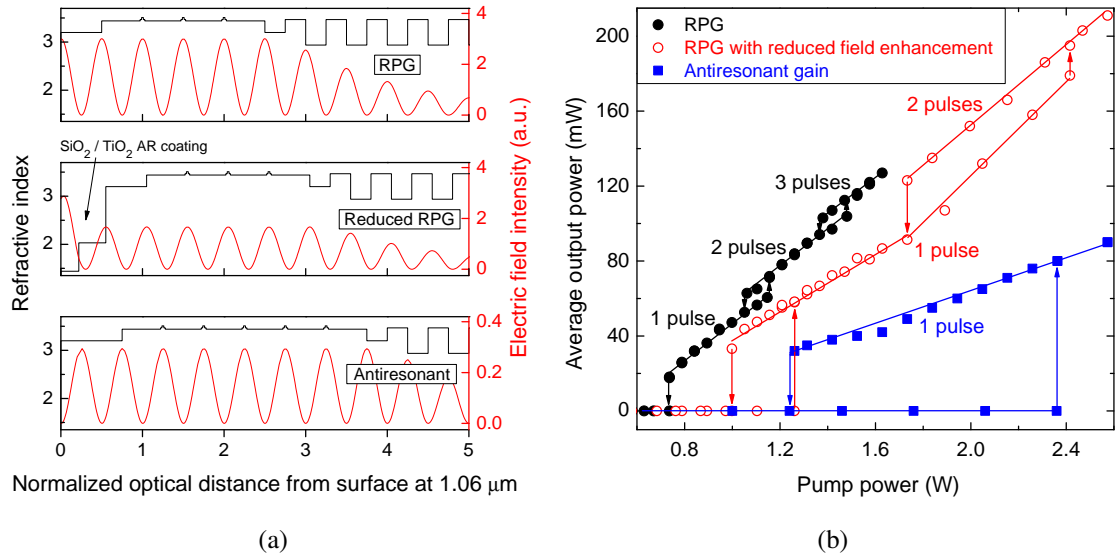 3
2
RPG
0
1
2
3
4
SiO2 / TiO2 AR coating
3
2
Reduced RPG
0
1
2
3
4
3
2
Antiresonant
0.0
0.2
0.4
0 1 2 3 4 5
Refractive index
Electric field intensity (a.u.)
Normalized optical distance from surface at 1.06 μm
(a)
RPG
RPG with reduced field enhancement
Antiresonant gain
200
160
120
80
40
0
2 pulses
3 pulses
2 pulses
1 pulse
1 pulse
1 pulse
0.8 1.2 1.6 2.0 2.4
Average output power (mW)
Pump power (W)
(b)